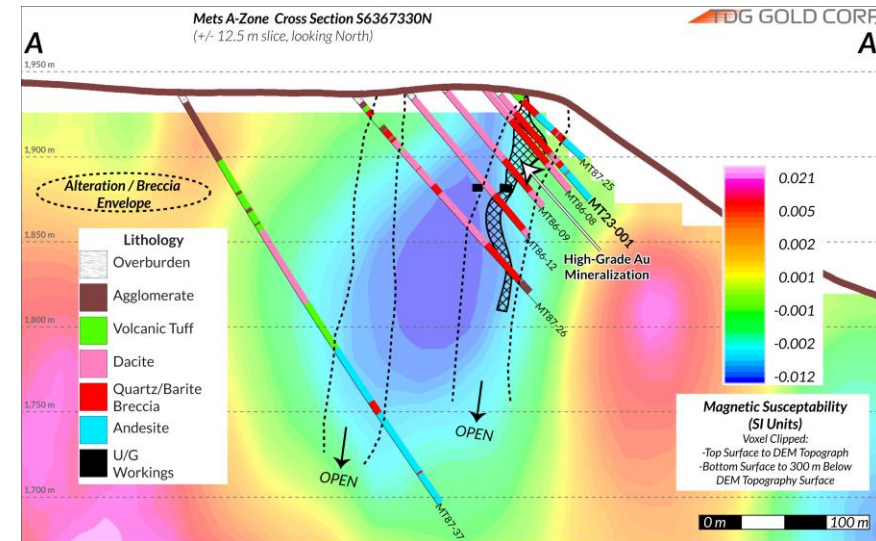 Mets A-Zone Cross Section S6367330N
(+/- 12.5 m slice, looking North)
TDG GOLD CORP.
A
A
1,950 m
1,900 m
1,850 m
1,800 m
1,750 m
1,700 m
Alteration / Breccia
Envelope
Lithology
Overburden
Agglomerate
Volcanic Tuff
Dacite
Quartz/Barite
Breccia
Andesite
U/G
Workings
MT87-25
MT23-001
MT86-08
MT86-09
MT86-12
MT87-26
MT87-37
High-Grade Au
Mineralization
OPEN
OPEN
0.021
0.005
0.002
0.001
-0.001
-0.002
-0.012
Magnetic Susceptability
(SI Units)
Voxel Clipped:
-Top Surface to DEM Topograph
-Bottom Surface to 300 m Below
DEM Topography Surface
0 m
100 m